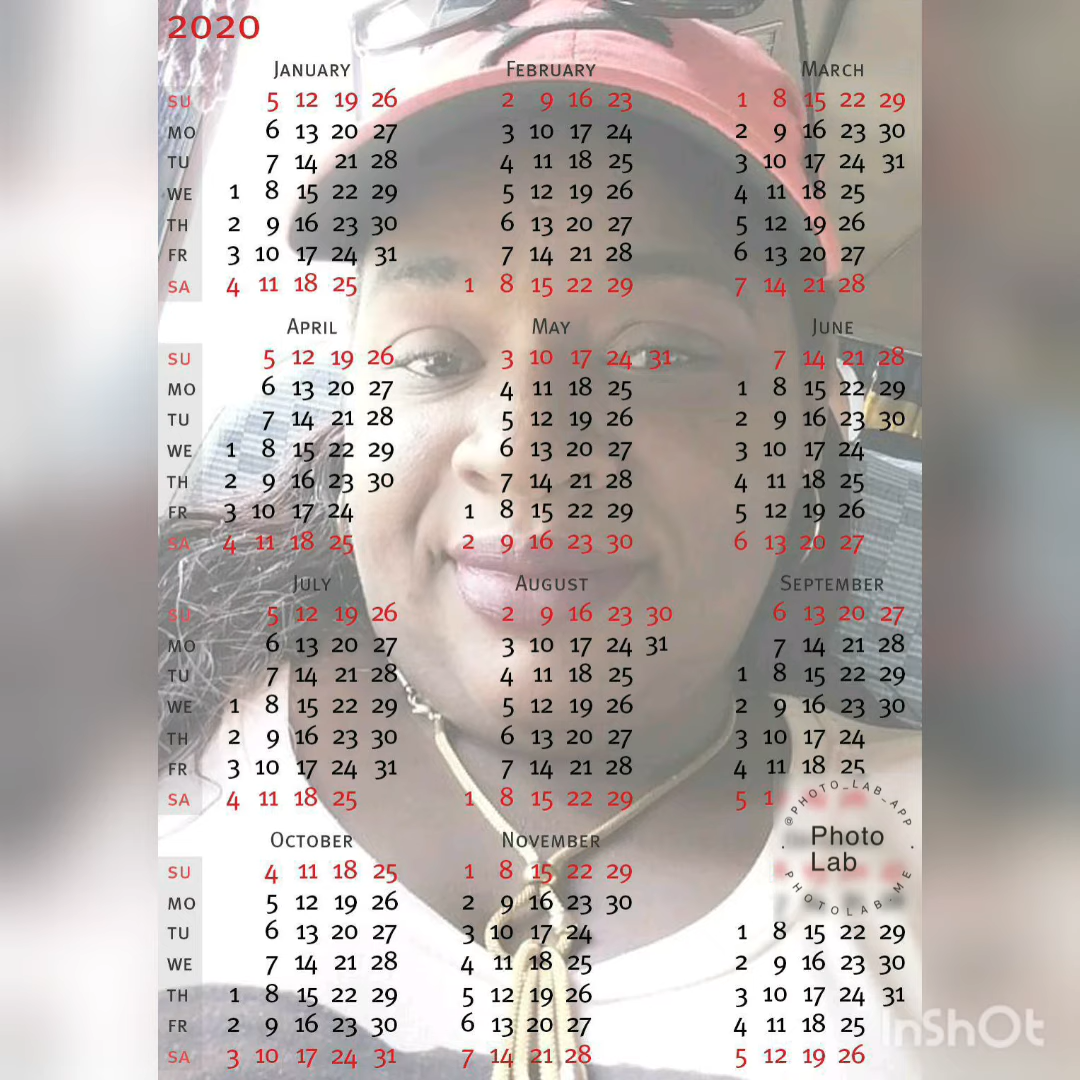 2020
JANUARY FEBRUARY MARCH
SU 5 12 19 26 2 9 16 23 1 8 15 22 29
MO 6 13 20 27 3 10 17 24 2 9 16 23 30
TU 7 14 21 28 4 11 18 25 3 10 17 24 31
WE 1 8 15 22 29 5 12 19 26 4 11 18 25
TH 2 9 16 23 30 6 13 20 27 5 12 19 26
FR 3 10 17 24 31 7 14 21 28 6 13 20 27
SA 4 11 18 25 1 8 15 22 29 7 14 21 28
APRIL MAY JUNE
SU 5 12 19 26 3 10 17 24 31 7 14 21 28
MO 6 13 20 27 4 11 18 25 1 8 15 22 29
TU 7 14 21 28 5 12 19 26 2 9 16 23 30
WE 1 8 15 22 29 6 13 20 27 3 10 17 24
TH 2 9 16 23 30 7 14 21 28 4 11 18 25
FR 3 10 17 24 1 8 15 22 29 5 12 19 26
SA 4 11 18 25 2 9 16 23 30 6 13 20 27
JULY AUGUST SEPTEMBER
SU 5 12 19 26 2 9 16 23 30 6 13 20 27
MO 6 13 20 27 3 10 17 24 31 7 14 21 28
TU 7 14 21 28 4 11 18 25 1 8 15 22 29
WE 1 8 15 22 29 5 12 19 26 2 9 16 23 30
TH 2 9 16 23 30 6 13 20 27 3 10 17 24
FR 3 10 17 24 31 7 14 21 28 4 11 18 25
SA 4 11 18 25 1 8 15 22 29 5 1
@PHOTO_LAB_APP
Photo
Lab
PHOTOLAB.ME
OCTOBER NOVEMBER
SU 4 11 18 25 1 8 15 22 29
MO 5 12 19 26 2 9 16 23 30
TU 6 13 20 27 3 10 17 24 1 8 15 22 29
WE 7 14 21 28 4 11 18 25 2 9 16 23 30
TH 1 8 15 22 29 5 12 19 26 3 10 17 24 31
FR 2 9 16 23 30 6 13 20 27 4 11 18 25
SA 3 10 17 24 31 7 14 21 28 5 12 19 26
InShOt